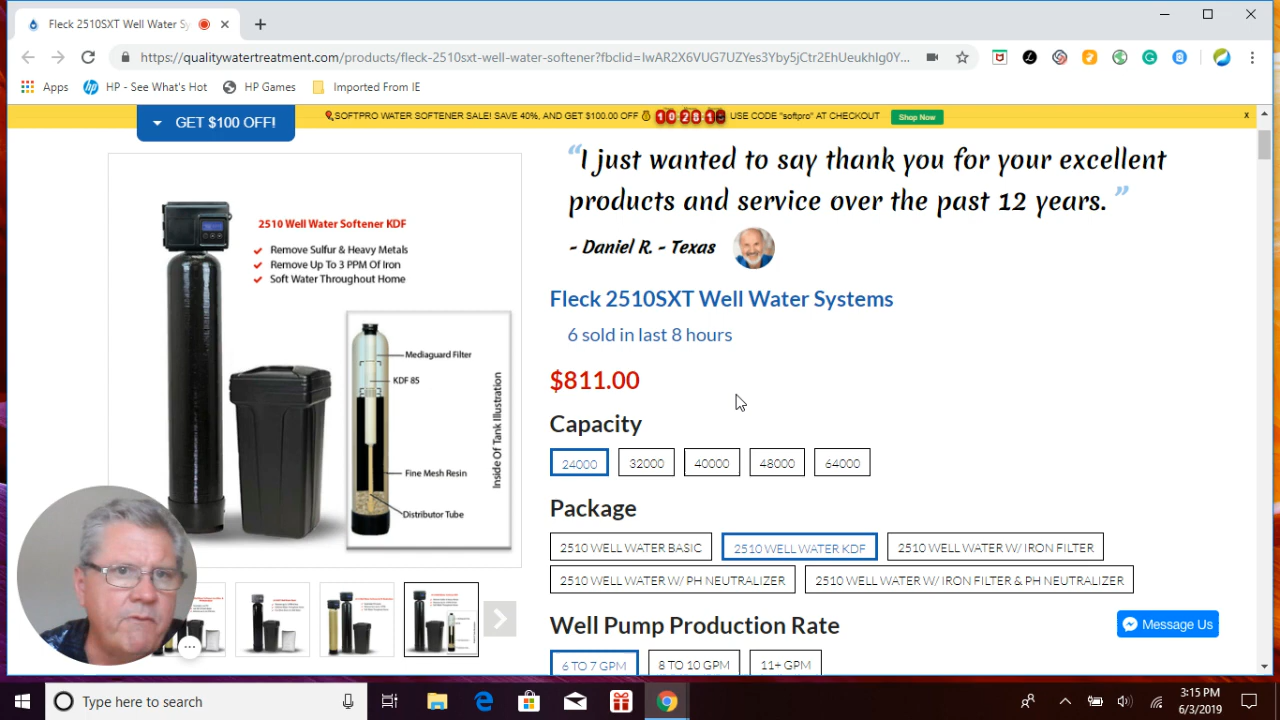 Fleck 2510SXT Well Water Sy
https://qualitywatertreatment.com/products/fleck-2510sxt-well-water-softener?fbclid=IwAR2X6VUG7UZYes3Yby5jCtr2EhUeukhlg0Y...
Apps
HP - See What's Hot
HP Games
Imported From IE
GET $100 OFF!
SOFTPRO WATER SOFTENER SALE! SAVE 40%, AND GET $100.00 OFF
USE CODE "softpro" AT CHECKOUT
Shop Now
x
"I just wanted to say thank you for your excellent
products and service over the past 12 years."
- Daniel R. - Texas
2510 Well Water Softener KDF
Remove Sulfur & Heavy Metals
Remove Up To 3 PPM Of Iron
Soft Water Throughout Home
Mediaguard Filter
KDF 85
Fine Mesh Resin
Distributor Tube
Inside Of Tank Illustration
Fleck 2510SXT Well Water Systems
6 sold in last 8 hours
$811.00
Capacity
24000 32000 40000 48000 64000
Package
2510 WELL WATER BASIC 2510 WELL WATER KDF 2510 WELL WATER W/ IRON FILTER
2510 WELL WATER W/ PH NEUTRALIZER 2510 WELL WATER W/ IRON FILTER & PH NEUTRALIZER
Well Pump Production Rate
6 TO 7 GPM 8 TO 10 GPM 11+ GPM
Message Us
Type here to search
3:15 PM
6/3/2019